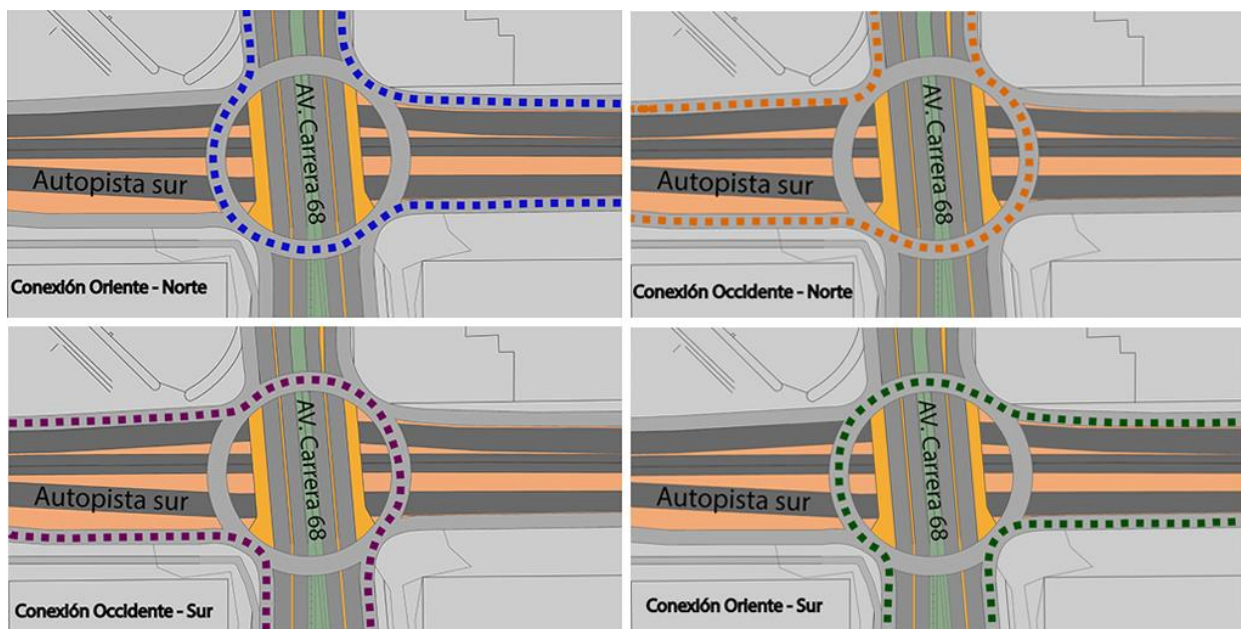 AV. Carrera 68
Autopista sur
Conexión Oriente - Norte
AV. Carrera 68
Autopista sur
Conexión Occidente - Norte
AV. Carrera 68
Autopista sur
Conexión Occidente - Sur
AV. Carrera 68
Autopista sur
Conexión Oriente - Sur